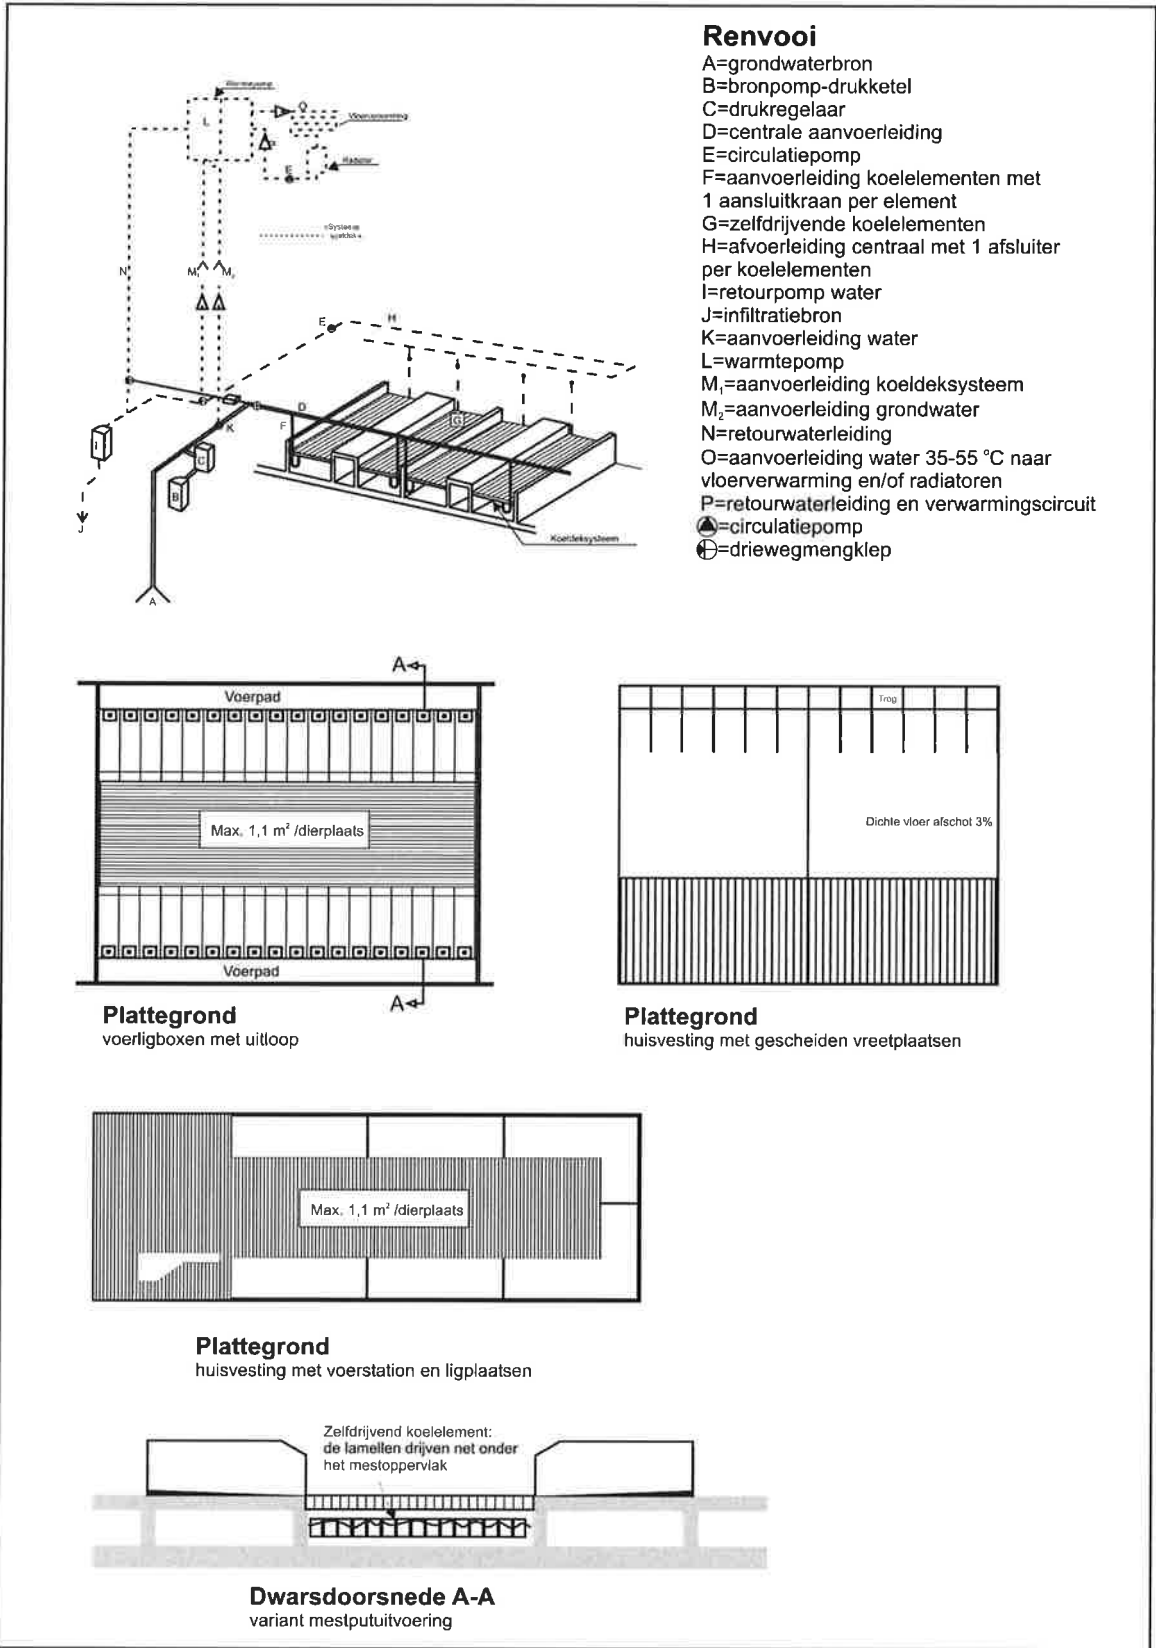 Renvooi
A=grondwaterbron
B=bronpomp-drukketel
C=drukregelaar
D=centrale aanvoerleiding
E=circulatiepomp
F=aanvoerleiding koelelementen met
1 aansluitkraan per element
G=zelfdrijvende koelelementen
H=afvoerleiding centraal met 1 afsluiter
per koelelementen
I=retourpomp water
J=infiltratiebron
K=aanvoerleiding water
L=warmtepomp
M₁=aanvoerleiding koeldeksysteem
M₂=aanvoerleiding grondwater
N=retourwaterleiding
O=aanvoerleiding water 35-55 °C naar
vloerverwarming en/of radiatoren
P=retourwaterleiding en verwarmingscircuit
=circulatiepomp
=driewegmengklep
Warmtepomp
L
O
Vloerverwarming
Radiator
E
N
M₁
M₂
E
H
D
F
G
K
I
C
B
J
A
Koeldeksysteem
A
Voerpad
Max. 1,1 m² /dierplaats
Voerpad
A
Plattegrond
voerligboxen met uitloop
Trog
Dichte vloer afschot 3%
Plattegrond
huisvesting met gescheiden vreetplaatsen
Max. 1,1 m² /dierplaats
Plattegrond
huisvesting met voerstation en ligplaatsen
Zelfdrijvend koelelement:
de lamellen drijven net onder
het mestoppervlak
Dwarsdoorsnede A-A
variant mestputuitvoering